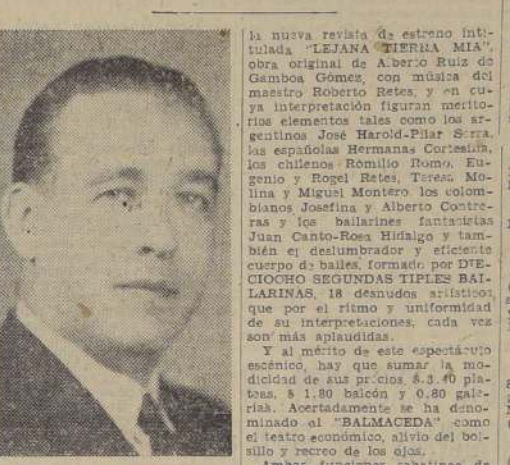 la nueva revista de estreno inti-
tulada "LEJANA TIERRA MIA",
obra original de Alberto Ruiz de
Gamboa Gómez, con música del
maestro Roberto Retes, y en cu-
ya interpretación figuran merito-
rios elementos tales como los ar-
gentinos José Harold-Pilar Serra,
las españolas Hermanas Cortesilla,
los chilenos Romilio Romo, Eu-
genio y Rogel Retes, Teresa Mo-
lina y Miguel Montero los colom-
bianos Josefina y Alberto Contre-
ras y los bailarines fantasistas
Juan Canto-Rosa Hidalgo y tam-
bién el deslumbrador y eficiente
cuerpo de bailes, formado por DIE-
CIOCHO SEGUNDAS TIPLES BAI-
LARINAS, 18 desnudos artísticos,
que por el ritmo y uniformidad
de su interpretaciones, cada vez
son más aplaudidas.
Y al mérito de este espectáculo
escénico, hay que sumar la mo-
dicidad de sus precios, $ 3.40 pla-
teas, $ 1.80 balcón y 0.80 gale-
rías. Acertadamente se ha deno-
minado al "BALMACEDA" como
el teatro económico, alivio del bol-
sillo y recreo de los ojos.
Ambas funciones de